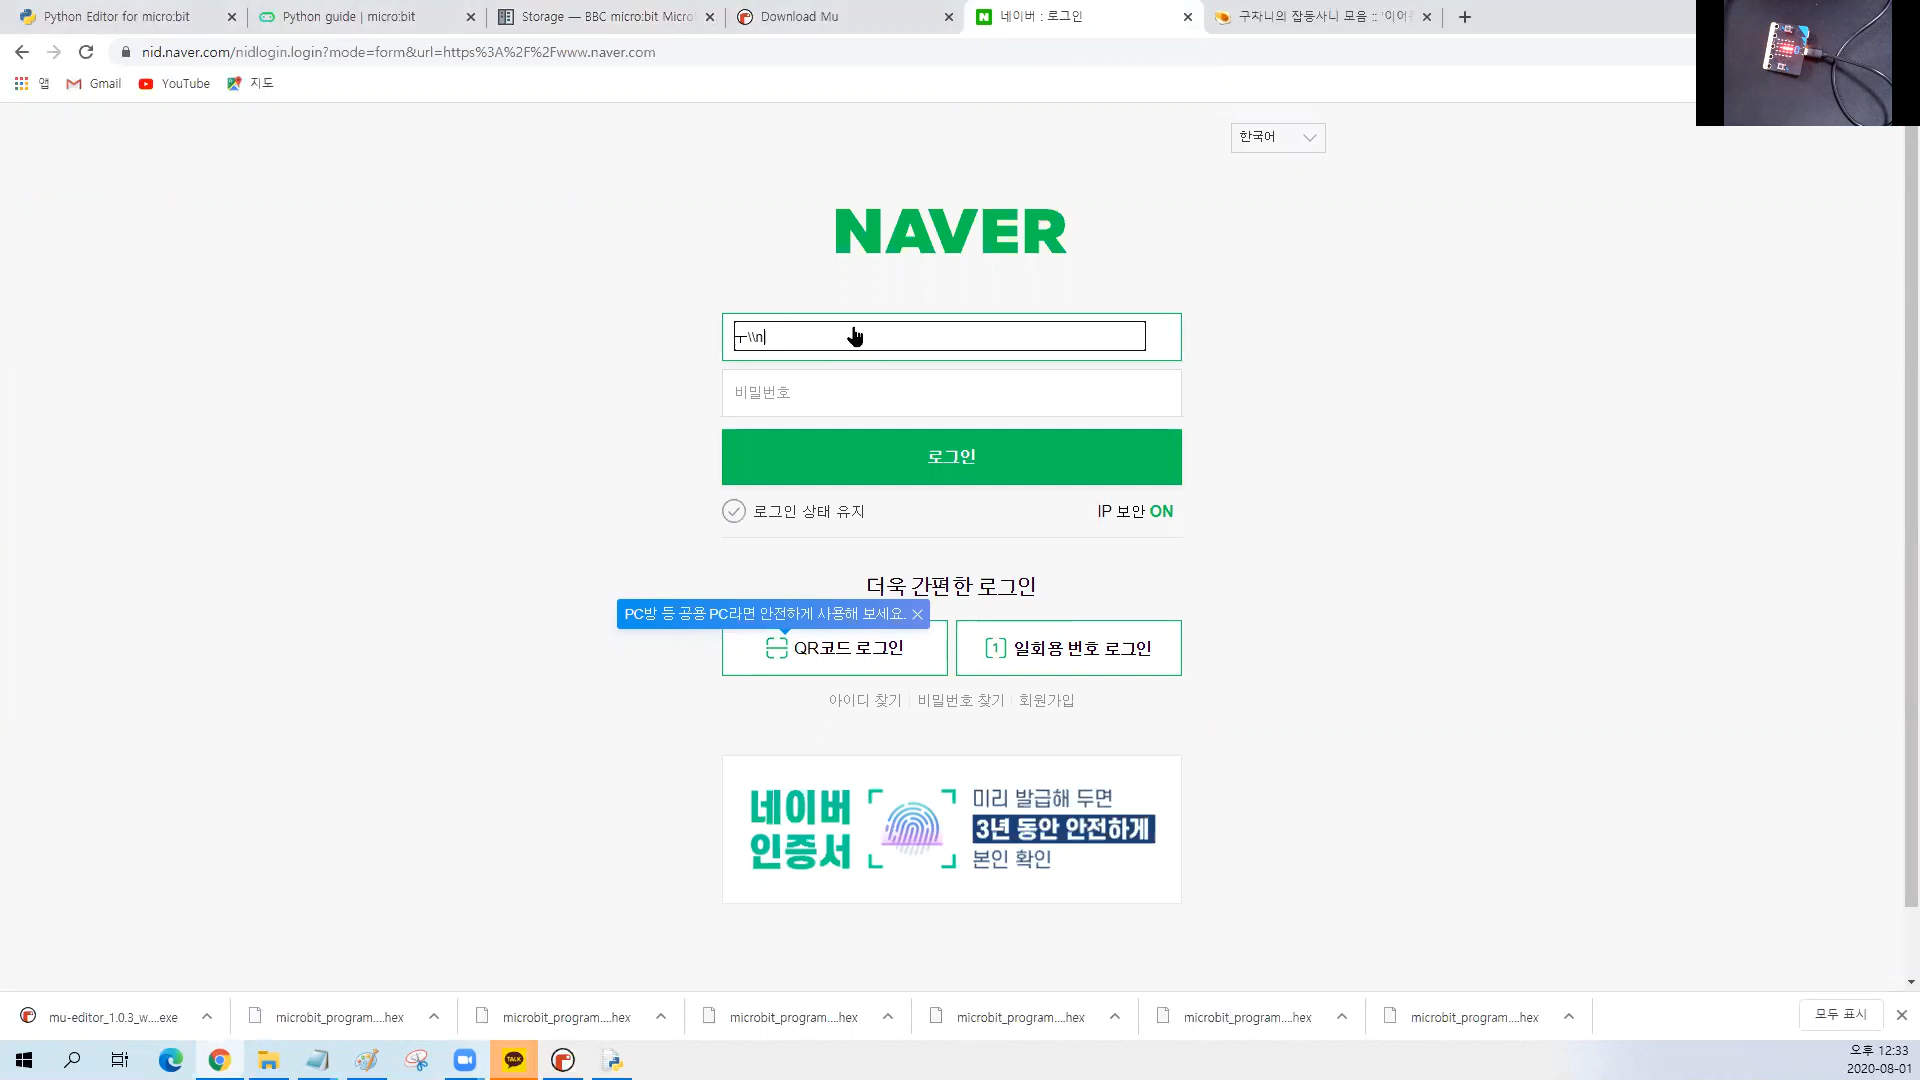 Python Editor for micro:bit
Python guide | micro:bit
Storage — BBC micro:bit Micro
Download Mu
네이버 : 로그인
구차니의 잡동사니 모음 :: '이어
nid.naver.com/nidlogin.login?mode=form&url=https%3A%2F%2Fwww.naver.com
앱
Gmail
YouTube
지도
한국어
NAVER
ㅜ\\n
비밀번호
로그인
로그인 상태 유지
IP 보안 ON
더욱 간편한 로그인
PC방 등 공용 PC라면 안전하게 사용해 보세요.
QR코드 로그인
1 일회용 번호 로그인
아이디 찾기
비밀번호 찾기
회원가입
네이버
인증서
미리 발급해 두면
3년 동안 안전하게
본인 확인
mu-editor_1.0.3_w....exe
microbit_program....hex
microbit_program....hex
microbit_program....hex
microbit_program....hex
microbit_program....hex
microbit_program....hex
모두 표시
TALK
오후 12:33
2020-08-01